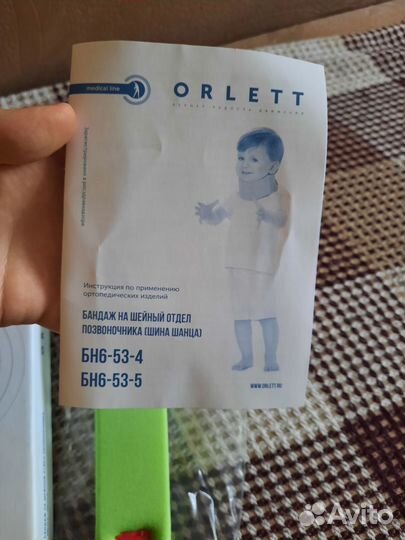 medical line
ORLETT
Инструкция по применению
ортопедических изделий
БАНДАЖ НА ШЕЙНЫЙ ОТДЕЛ
ПОЗВОНОЧНИКА (ШИНА ШАНЦА)
БН6-53-4
БН6-53-5
WWW.ORLETT.RU
Avito